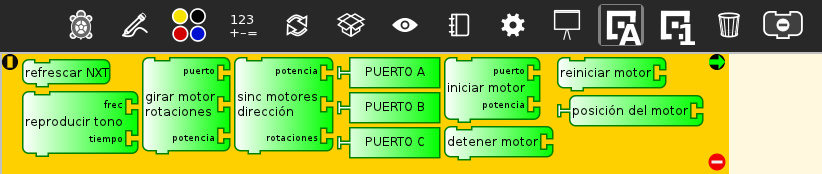 123
+-=
A
1
refrescar NXT
frec
reproducir tono
tiempo
puerto
girar motor
rotaciones
potencia
potencia
sinc motores
dirección
rotaciones
PUERTO A
PUERTO B
PUERTO C
puerto
iniciar motor
potencia
detener motor
reiniciar motor
posición del motor